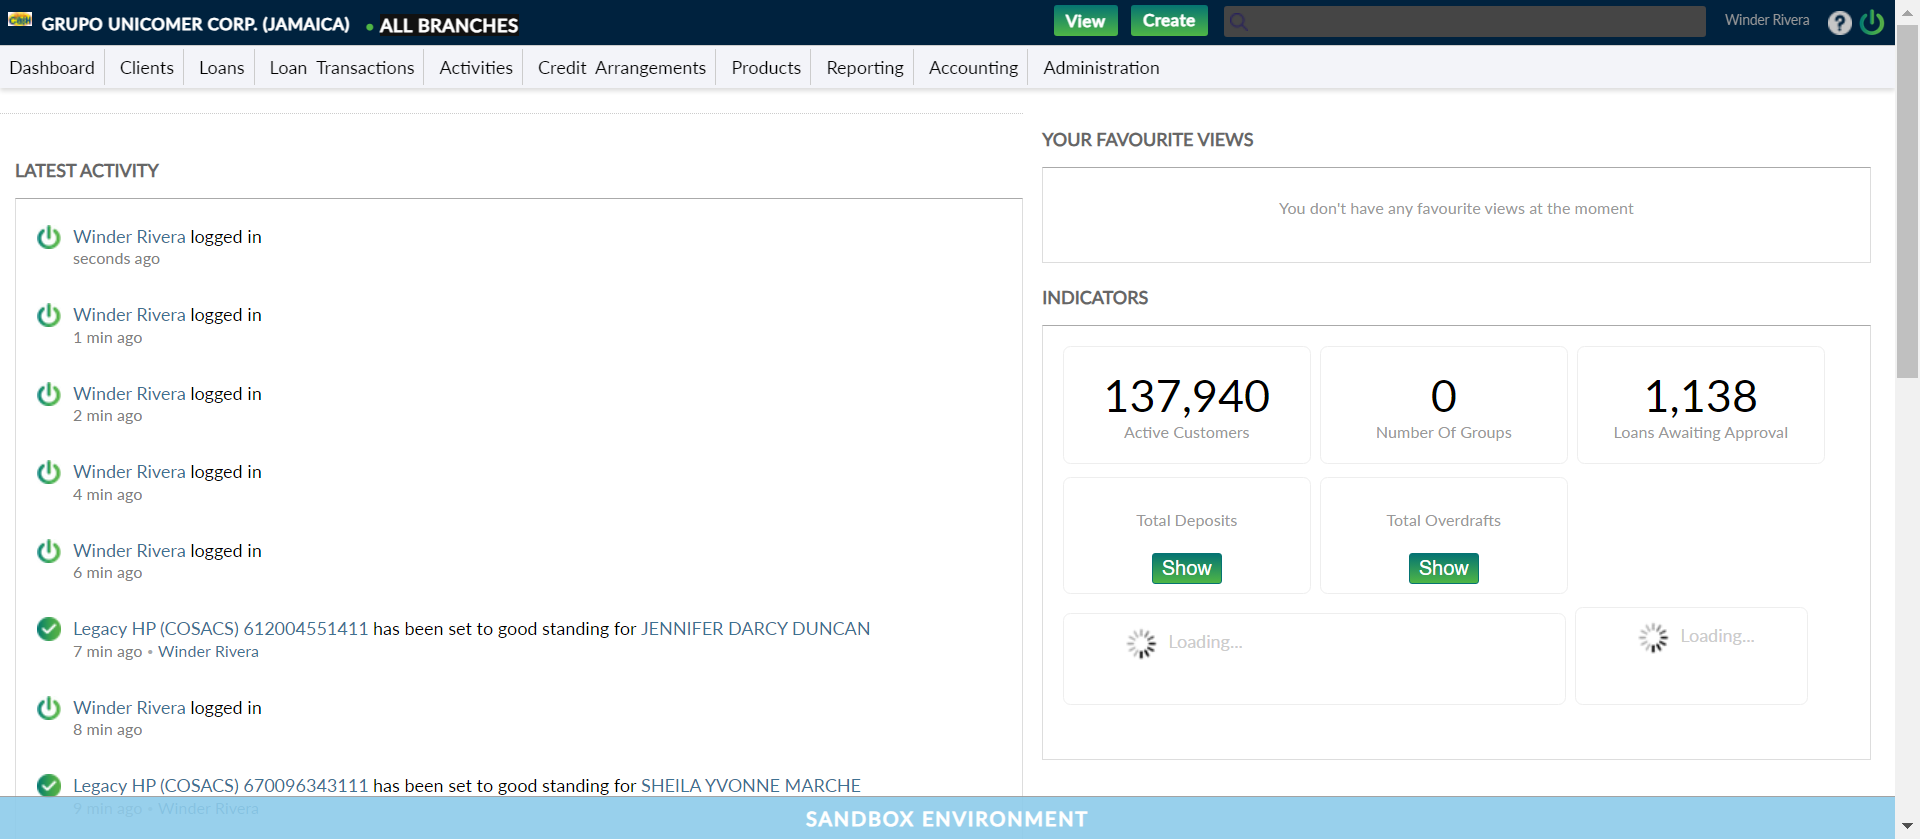 Cash
GRUPO UNICOMER CORP. (JAMAICA) • ALL BRANCHES
View
Create
Winder Rivera
?
Dashboard
Clients
Loans
Loan Transactions
Activities
Credit Arrangements
Products
Reporting
Accounting
Administration
LATEST ACTIVITY
Winder Rivera logged in
seconds ago
Winder Rivera logged in
1 min ago
Winder Rivera logged in
2 min ago
Winder Rivera logged in
4 min ago
Winder Rivera logged in
6 min ago
Legacy HP (COSACS) 612004551411 has been set to good standing for JENNIFER DARCY DUNCAN
7 min ago • Winder Rivera
Winder Rivera logged in
8 min ago
Legacy HP (COSACS) 670096343111 has been set to good standing for SHEILA YVONNE MARCHE
9 min ago • Winder Rivera
YOUR FAVOURITE VIEWS
You don't have any favourite views at the moment
INDICATORS
137,940
Active Customers
0
Number Of Groups
1,138
Loans Awaiting Approval
Total Deposits
Show
Total Overdrafts
Show
Loading...
Loading...
SANDBOX ENVIRONMENT